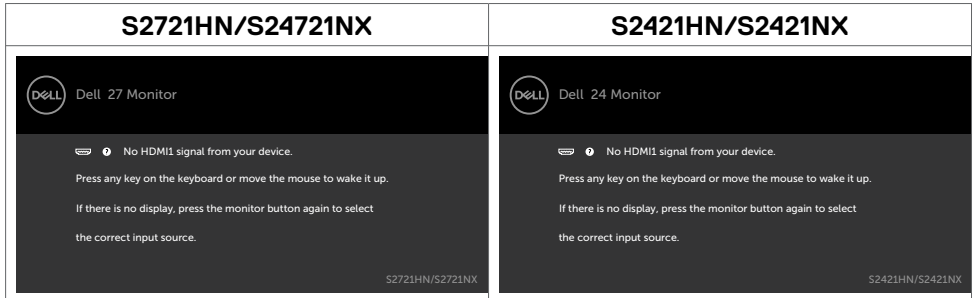 S2721HN/S24721NX
S2421HN/S2421NX
DELL
Dell 27 Monitor
No HDMI1 signal from your device.
Press any key on the keyboard or move the mouse to wake it up.
If there is no display, press the monitor button again to select
the correct input source.
S2721HN/S2721NX
DELL
Dell 24 Monitor
No HDMI1 signal from your device.
Press any key on the keyboard or move the mouse to wake it up.
If there is no display, press the monitor button again to select
the correct input source.
S2421HN/S2421NX